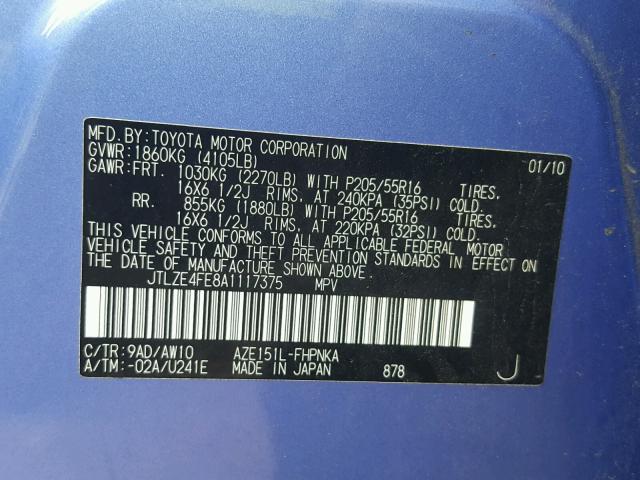 MFD.BY:TOYOTA MOTOR CORPORATION 01/10
GVWR:1860KG (4105LB)
GAWR:FRT. 1030KG (2270LB) WITH P205/55R16 TIRES,
16X6 1/2J RIMS, AT 240KPA (35PSI) COLD.
RR. 855KG (1880LB) WITH P205/55R16 TIRES,
16X6 1/2J RIMS, AT 220KPA (32PSI) COLD.
THIS VEHICLE CONFORMS TO ALL APPLICABLE FEDERAL MOTOR
VEHICLE SAFETY AND THEFT PREVENTION STANDARDS IN EFFECT ON
THE DATE OF MANUFACTURE SHOWN ABOVE.
JTLZE4FE8A1117375 MPV
C/TR:9AD/AW10 AZE151L-FHPNKA
A/TM:-02A/U241E MADE IN JAPAN 878 J